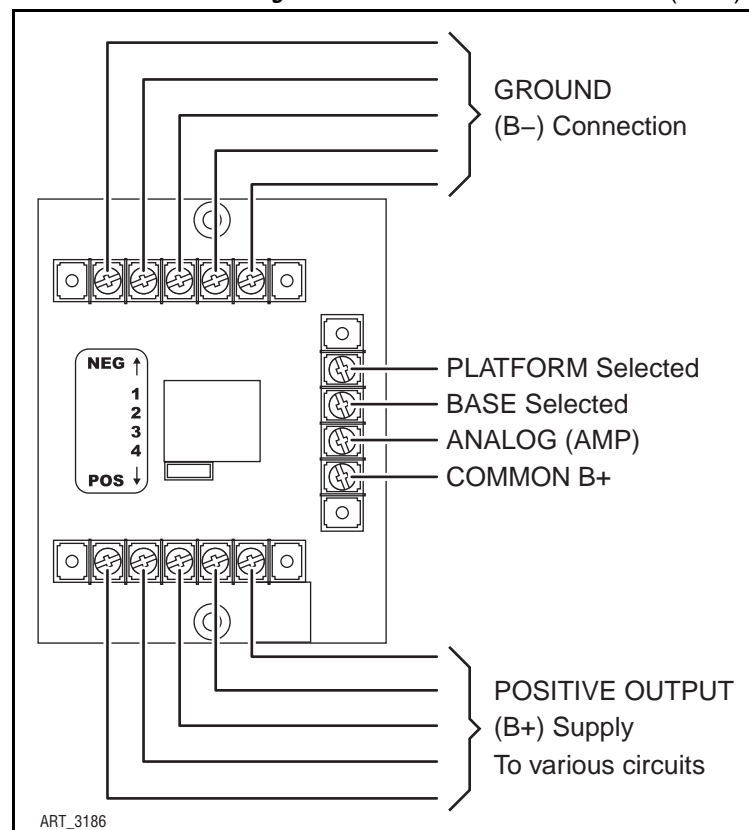 GROUND
(B–) Connection
NEG ↑
1
2
3
4
POS ↓
PLATFORM Selected
BASE Selected
ANALOG (AMP)
COMMON B+
POSITIVE OUTPUT
(B+) Supply
To various circuits
ART_3186